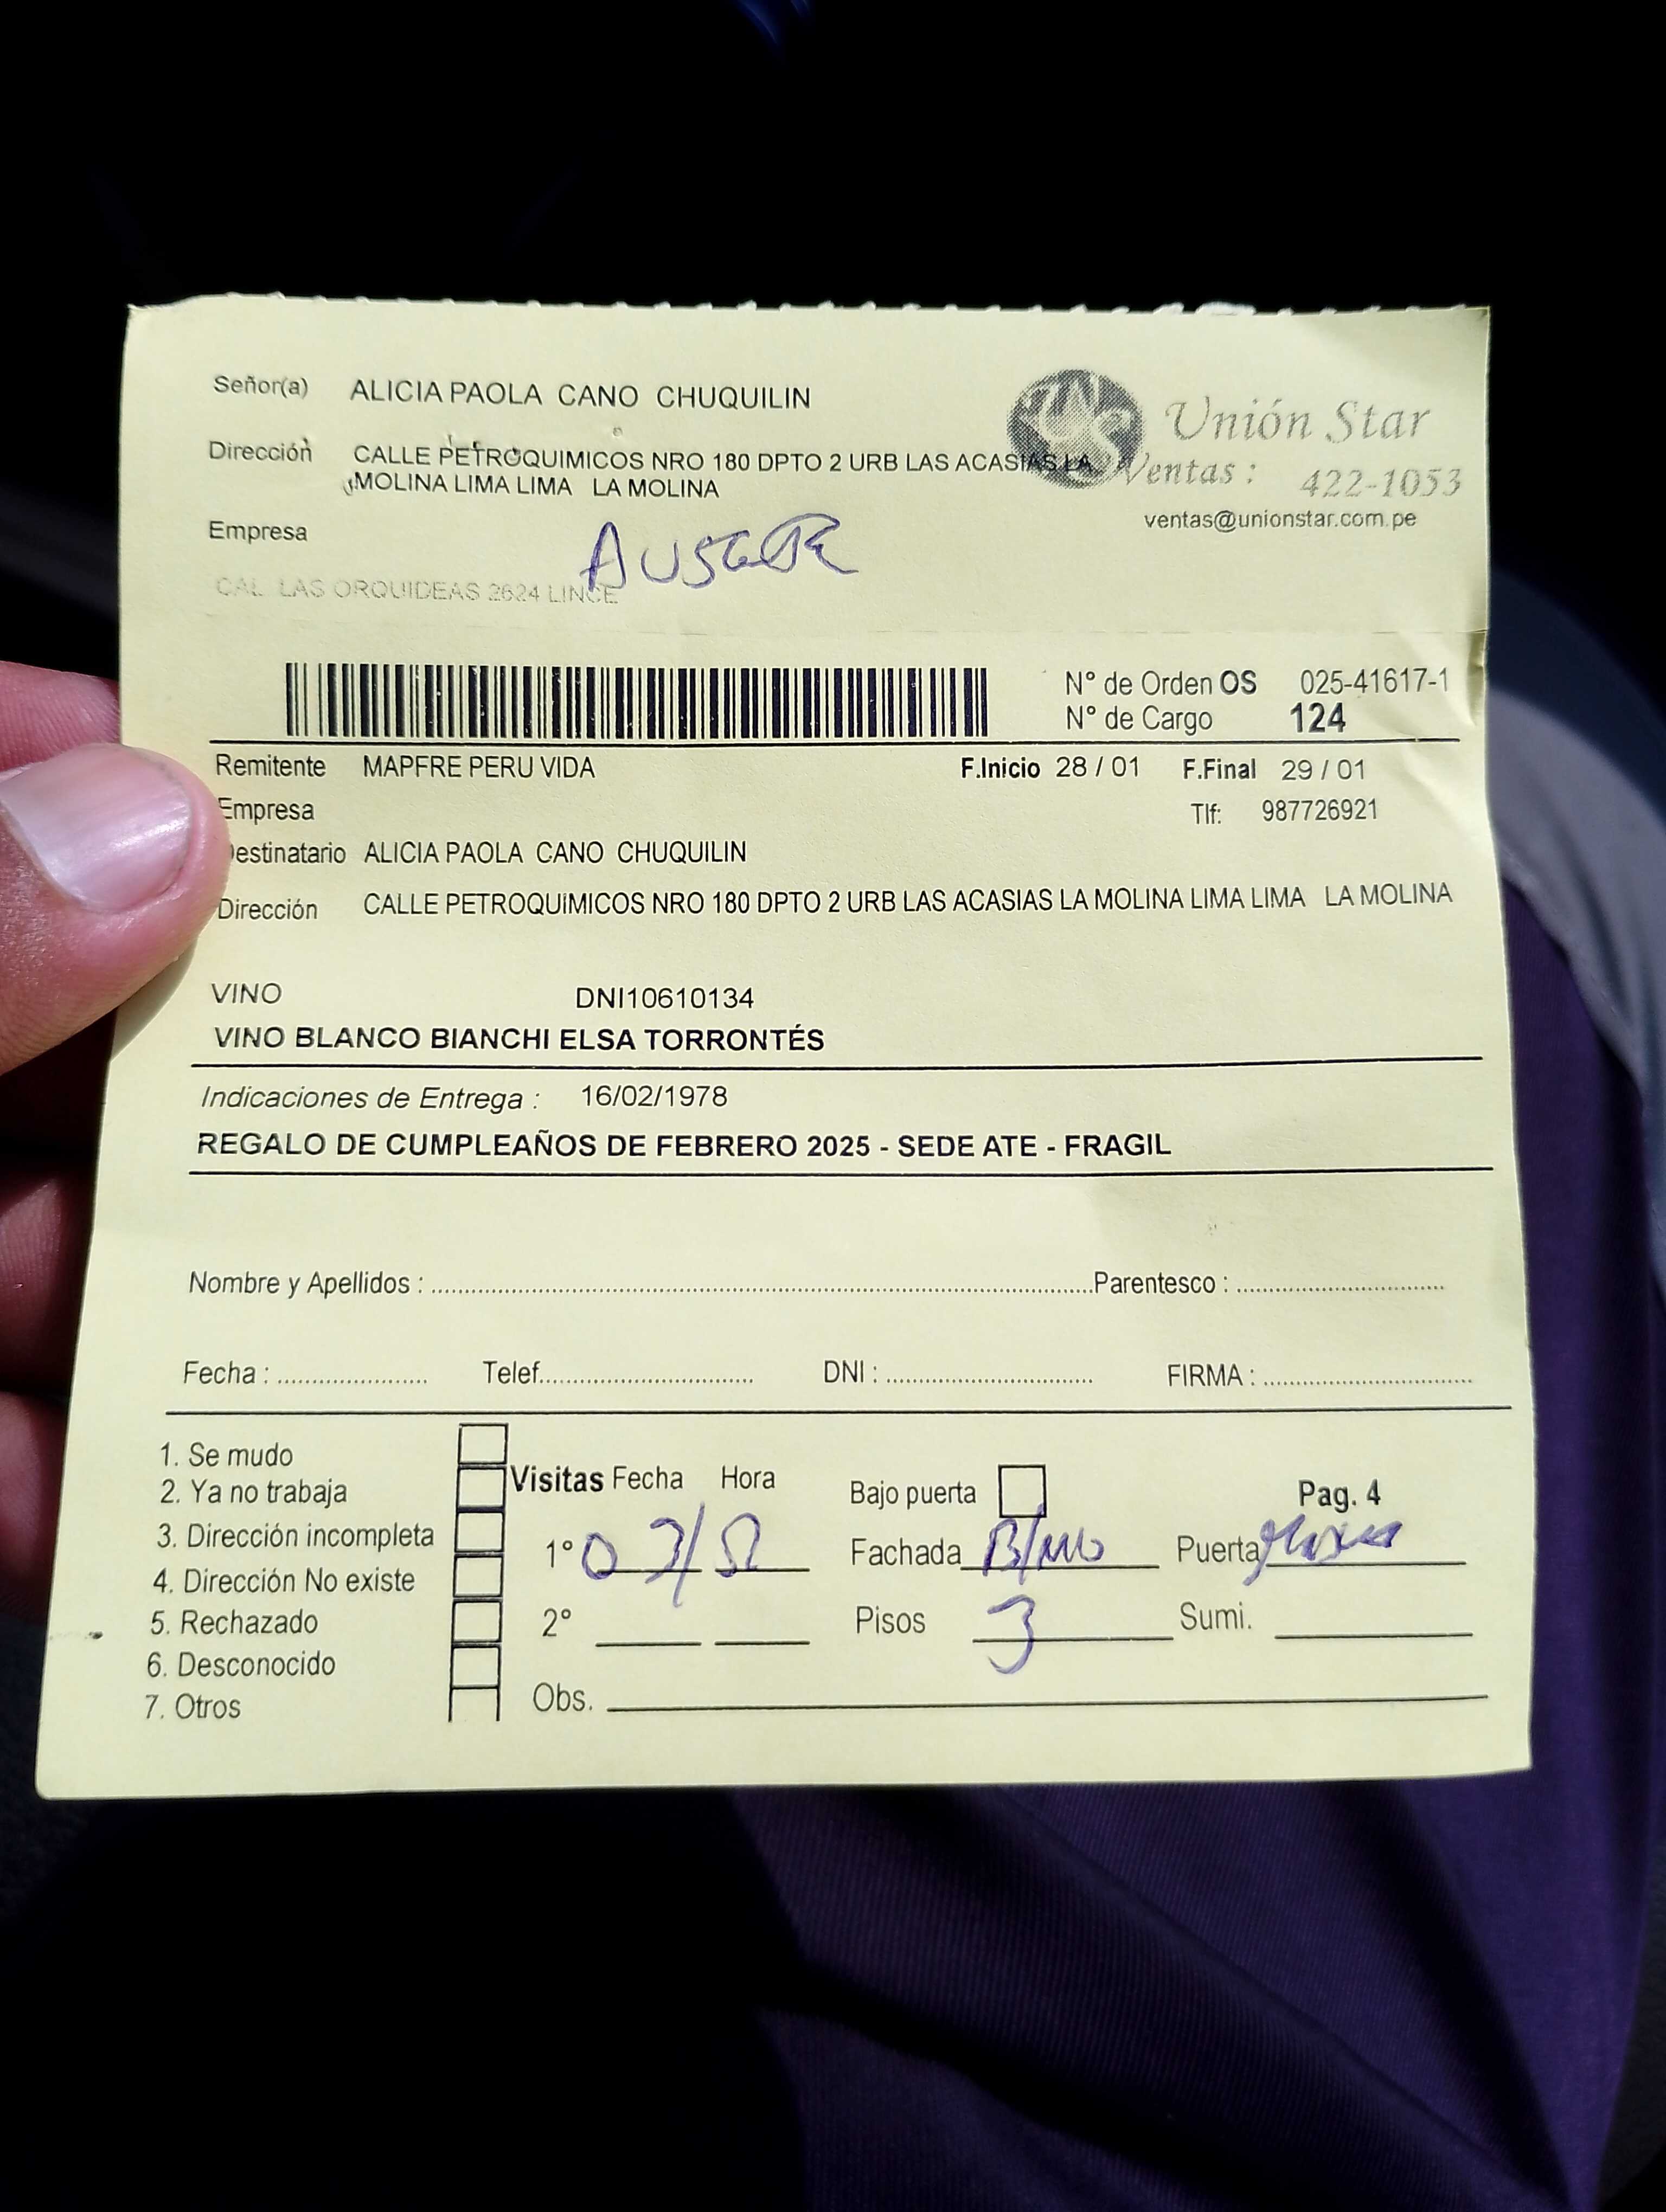 Señor(a) ALICIA PAOLA CANO CHUQUILIN
Unión Star
Dirección CALLE PETROQUIMICOS NRO 180 DPTO 2 URB LAS ACASIAS LA
MOLINA LIMA LIMA LA MOLINA
Ventas : 422-1053
ventas@unionstar.com.pe
Empresa
CAL. LAS ORQUIDEAS 2624 LINCE
N° de Orden OS 025-41617-1
N° de Cargo 124
Remitente MAPFRE PERU VIDA F.Inicio 28 / 01 F.Final 29 / 01
Empresa Tlf: 987726921
Destinatario ALICIA PAOLA CANO CHUQUILIN
Dirección CALLE PETROQUIMICOS NRO 180 DPTO 2 URB LAS ACASIAS LA MOLINA LIMA LIMA LA MOLINA
VINO DNI10610134
VINO BLANCO BIANCHI ELSA TORRONTÉS
Indicaciones de Entrega : 16/02/1978
REGALO DE CUMPLEAÑOS DE FEBRERO 2025 - SEDE ATE - FRAGIL
Nombre y Apellidos : Parentesco :
Fecha : Telef. DNI : FIRMA :
1. Se mudo
2. Ya no trabaja
3. Dirección incompleta
4. Dirección No existe
5. Rechazado
6. Desconocido
7. Otros
Visitas Fecha Hora
1°
2°
Bajo puerta
Fachada
Pisos 3
Obs.
Pag. 4
Puerta
Sumi.